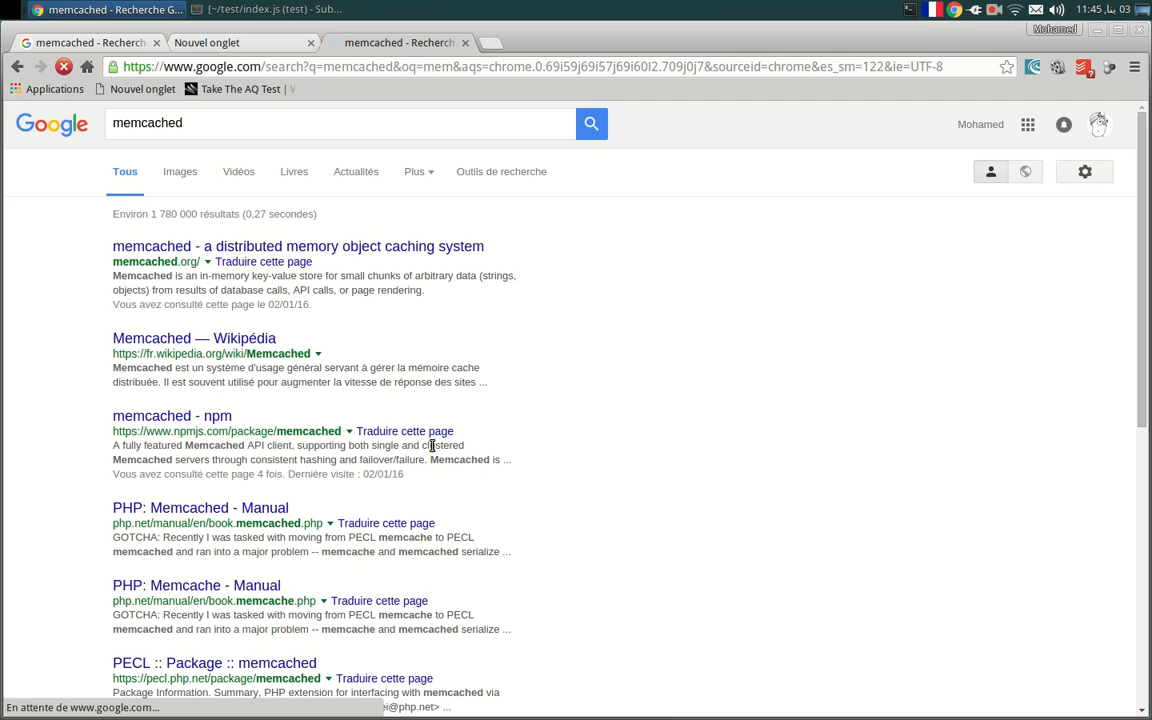 memcached - Recherche G...
[~/test/index.js (test) - Sub...
11:45 03
memcached - Recherch
Nouvel onglet
memcached - Recherch
Mohamed
https://www.google.com/search?q=memcached&oq=mem&aqs=chrome.0.69i59j69i57j69i60l2.709j0j7&sourceid=chrome&es_sm=122&ie=UTF-8
Applications
Nouvel onglet
Take The AQ Test |
Google
memcached
Mohamed
Tous
Images
Vidéos
Livres
Actualités
Plus
Outils de recherche
Environ 1 780 000 résultats (0,27 secondes)
memcached - a distributed memory object caching system
memcached.org/ Traduire cette page
Memcached is an in-memory key-value store for small chunks of arbitrary data (strings,
objects) from results of database calls, API calls, or page rendering.
Vous avez consulté cette page le 02/01/16.
Memcached — Wikipédia
https://fr.wikipedia.org/wiki/Memcached
Memcached est un système d'usage général servant à gérer la mémoire cache
distribuée. Il est souvent utilisé pour augmenter la vitesse de réponse des sites ...
memcached - npm
https://www.npmjs.com/package/memcached Traduire cette page
A fully featured Memcached API client, supporting both single and clustered
Memcached servers through consistent hashing and failover/failure. Memcached is ...
Vous avez consulté cette page 4 fois. Dernière visite : 02/01/16
PHP: Memcached - Manual
php.net/manual/en/book.memcached.php Traduire cette page
GOTCHA: Recently I was tasked with moving from PECL memcache to PECL
memcached and ran into a major problem -- memcache and memcached serialize ...
PHP: Memcache - Manual
php.net/manual/en/book.memcache.php Traduire cette page
GOTCHA: Recently I was tasked with moving from PECL memcache to PECL
memcached and ran into a major problem -- memcache and memcached serialize ...
PECL :: Package :: memcached
https://pecl.php.net/package/memcached Traduire cette page
Package Information. Summary, PHP extension for interfacing with memcached via
ei@php.net> ...
En attente de www.google.com...